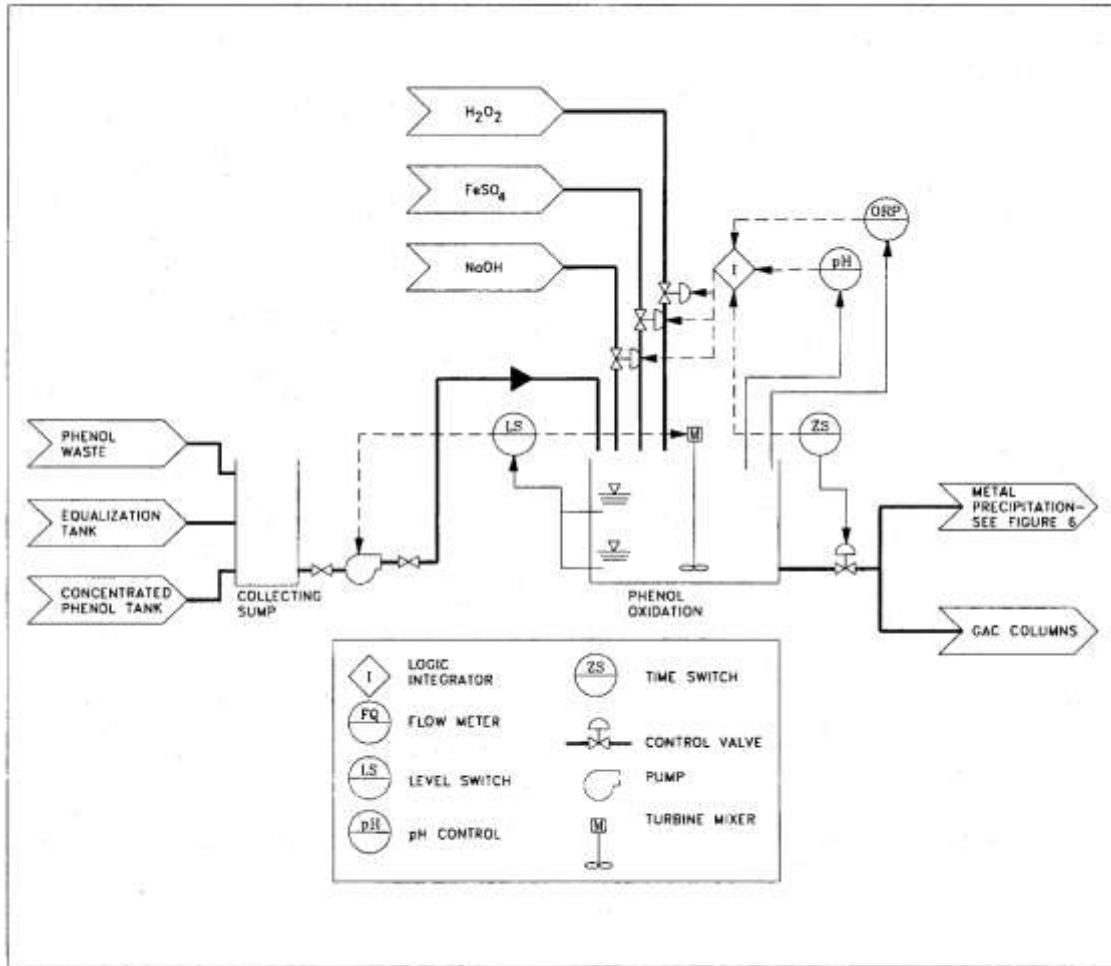 H₂O₂
FeSO₄
NaOH
ORP
I
pH
LS
M
ZS
PHENOL
WASTE
EQUALIZATION
TANK
CONCENTRATED
PHENOL TANK
COLLECTING
SUMP
PHENOL
OXIDATION
METAL
PRECIPITATION-
SEE FIGURE 6.
GAC COLUMNS
I
LOGIC
INTEGRATOR
FQ
FLOW METER
LS
LEVEL SWITCH
pH
pH CONTROL
ZS
TIME SWITCH
CONTROL VALVE
PUMP
M
TURBINE MIXER